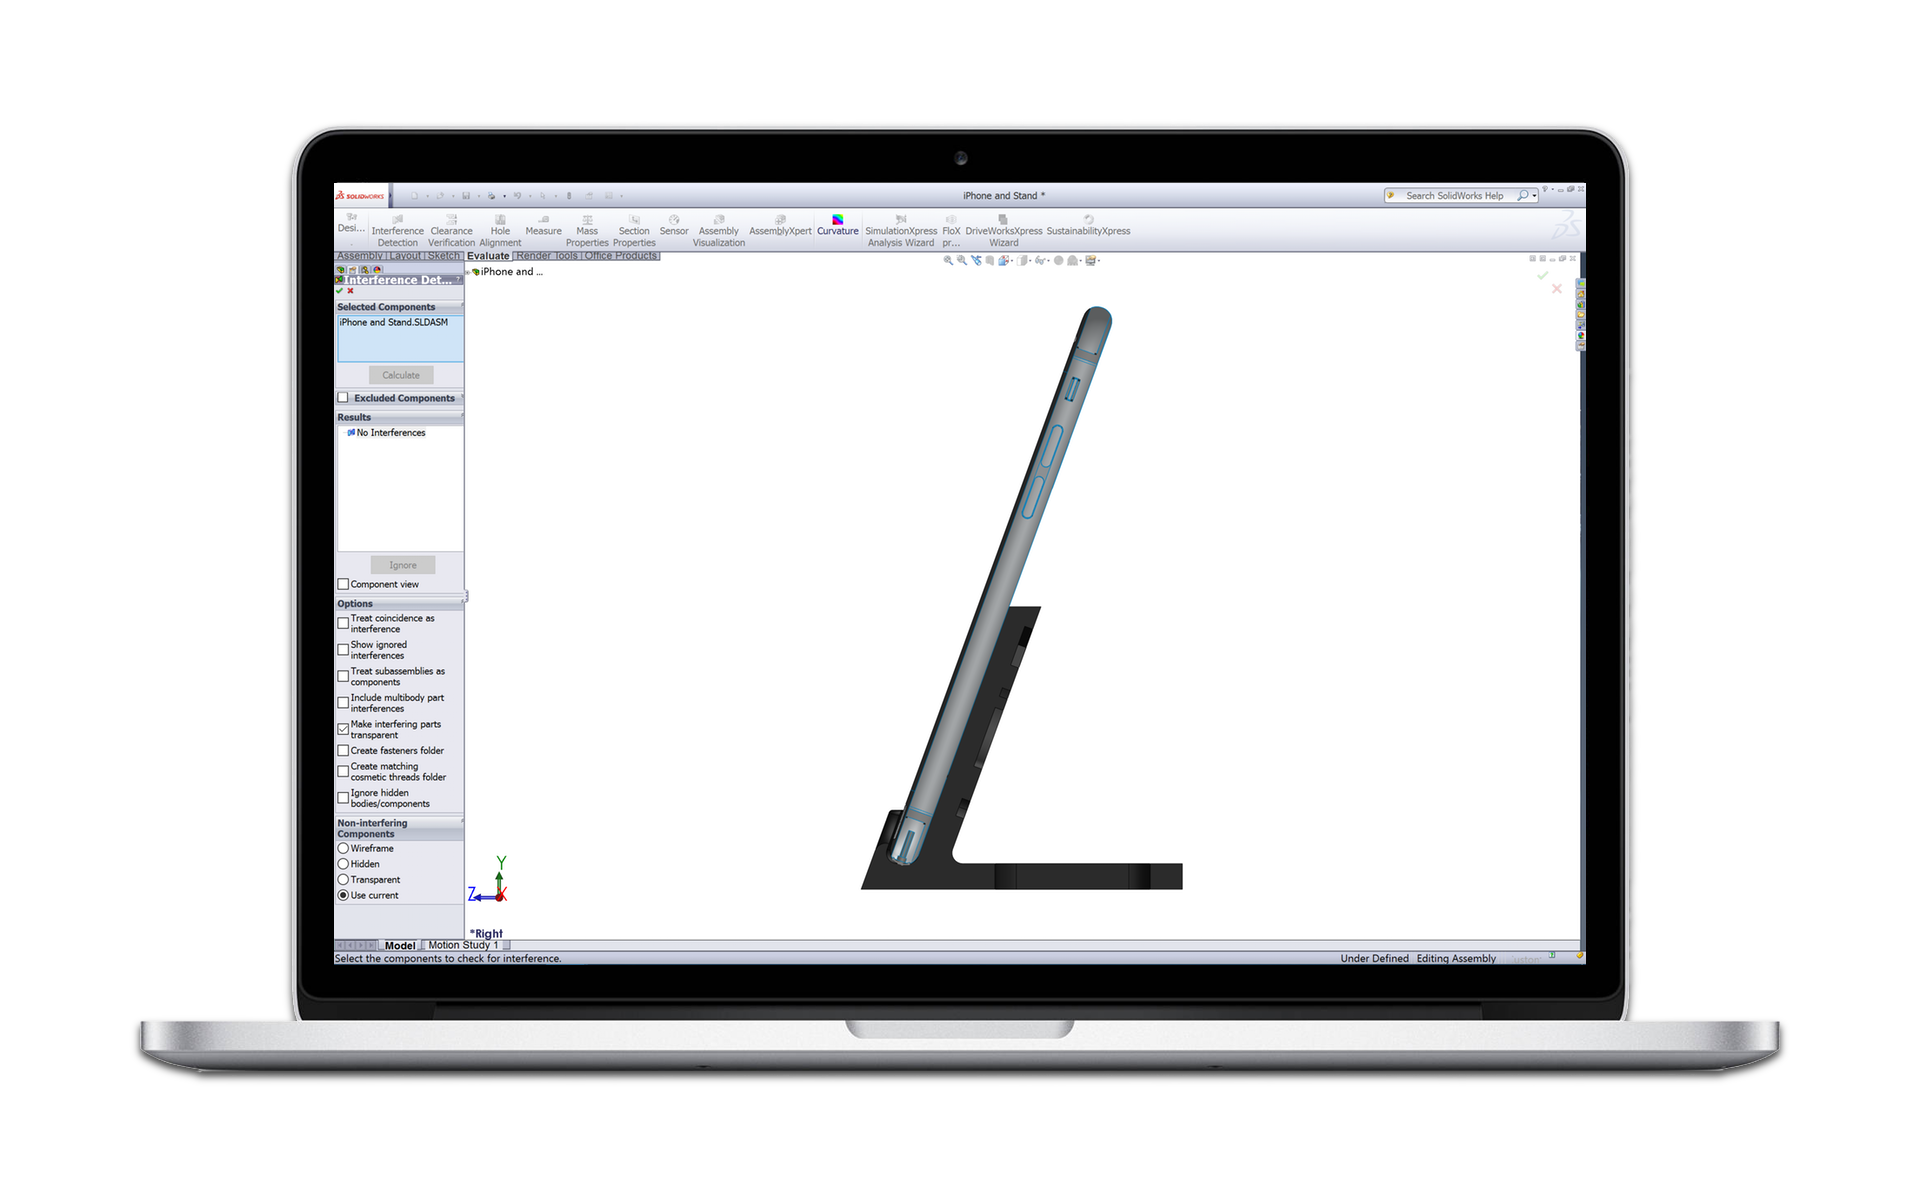 SOLIDWORKS
iPhone and Stand *
Search SolidWorks Help
?
Desi...
Interference Detection
Clearance Verification
Hole Alignment
Measure
Mass Properties
Section Properties
Sensor
Assembly Visualization
AssemblyXpert
Curvature
SimulationXpress Analysis Wizard
FloX pr...
DriveWorksXpress Wizard
SustainabilityXpress
Assembly
Layout
Sketch
Evaluate
Render Tools
Office Products
iPhone and ...
Interference Det...
?
Selected Components
iPhone and Stand.SLDASM
Calculate
Excluded Components
Results
No Interferences
Ignore
Component view
Options
Treat coincidence as
interference
Show ignored
interferences
Treat subassemblies as
components
Include multibody part
interferences
Make interfering parts
transparent
Create fasteners folder
Create matching
cosmetic threads folder
Ignore hidden
bodies/components
Non-interfering
Components
Wireframe
Hidden
Transparent
Use current
Y
Z
X
*Right
Model
Motion Study 1
Select the components to check for interference.
Under Defined
Editing Assembly